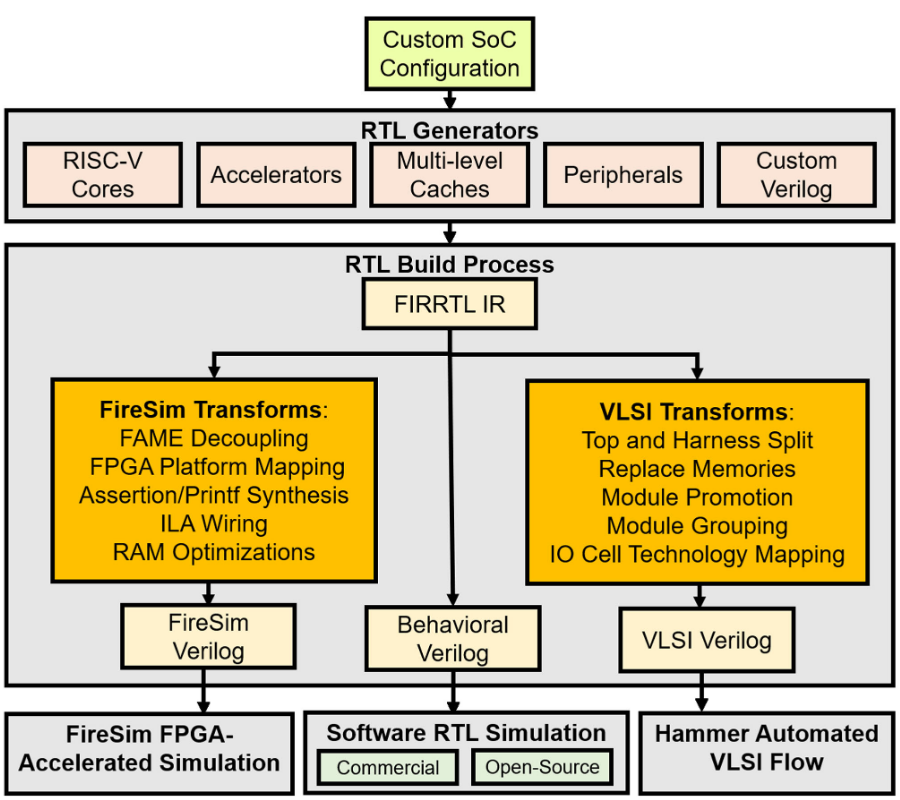 Custom SoC
Configuration
RTL Generators
RISC-V
Cores
Accelerators
Multi-level
Caches
Peripherals
Custom
Verilog
RTL Build Process
FIRRTL IR
FireSim Transforms:
FAME Decoupling
FPGA Platform Mapping
Assertion/Printf Synthesis
ILA Wiring
RAM Optimizations
VLSI Transforms:
Top and Harness Split
Replace Memories
Module Promotion
Module Grouping
IO Cell Technology Mapping
FireSim
Verilog
Behavioral
Verilog
VLSI Verilog
FireSim FPGA-
Accelerated Simulation
Software RTL Simulation
Commercial
Open-Source
Hammer Automated
VLSI Flow